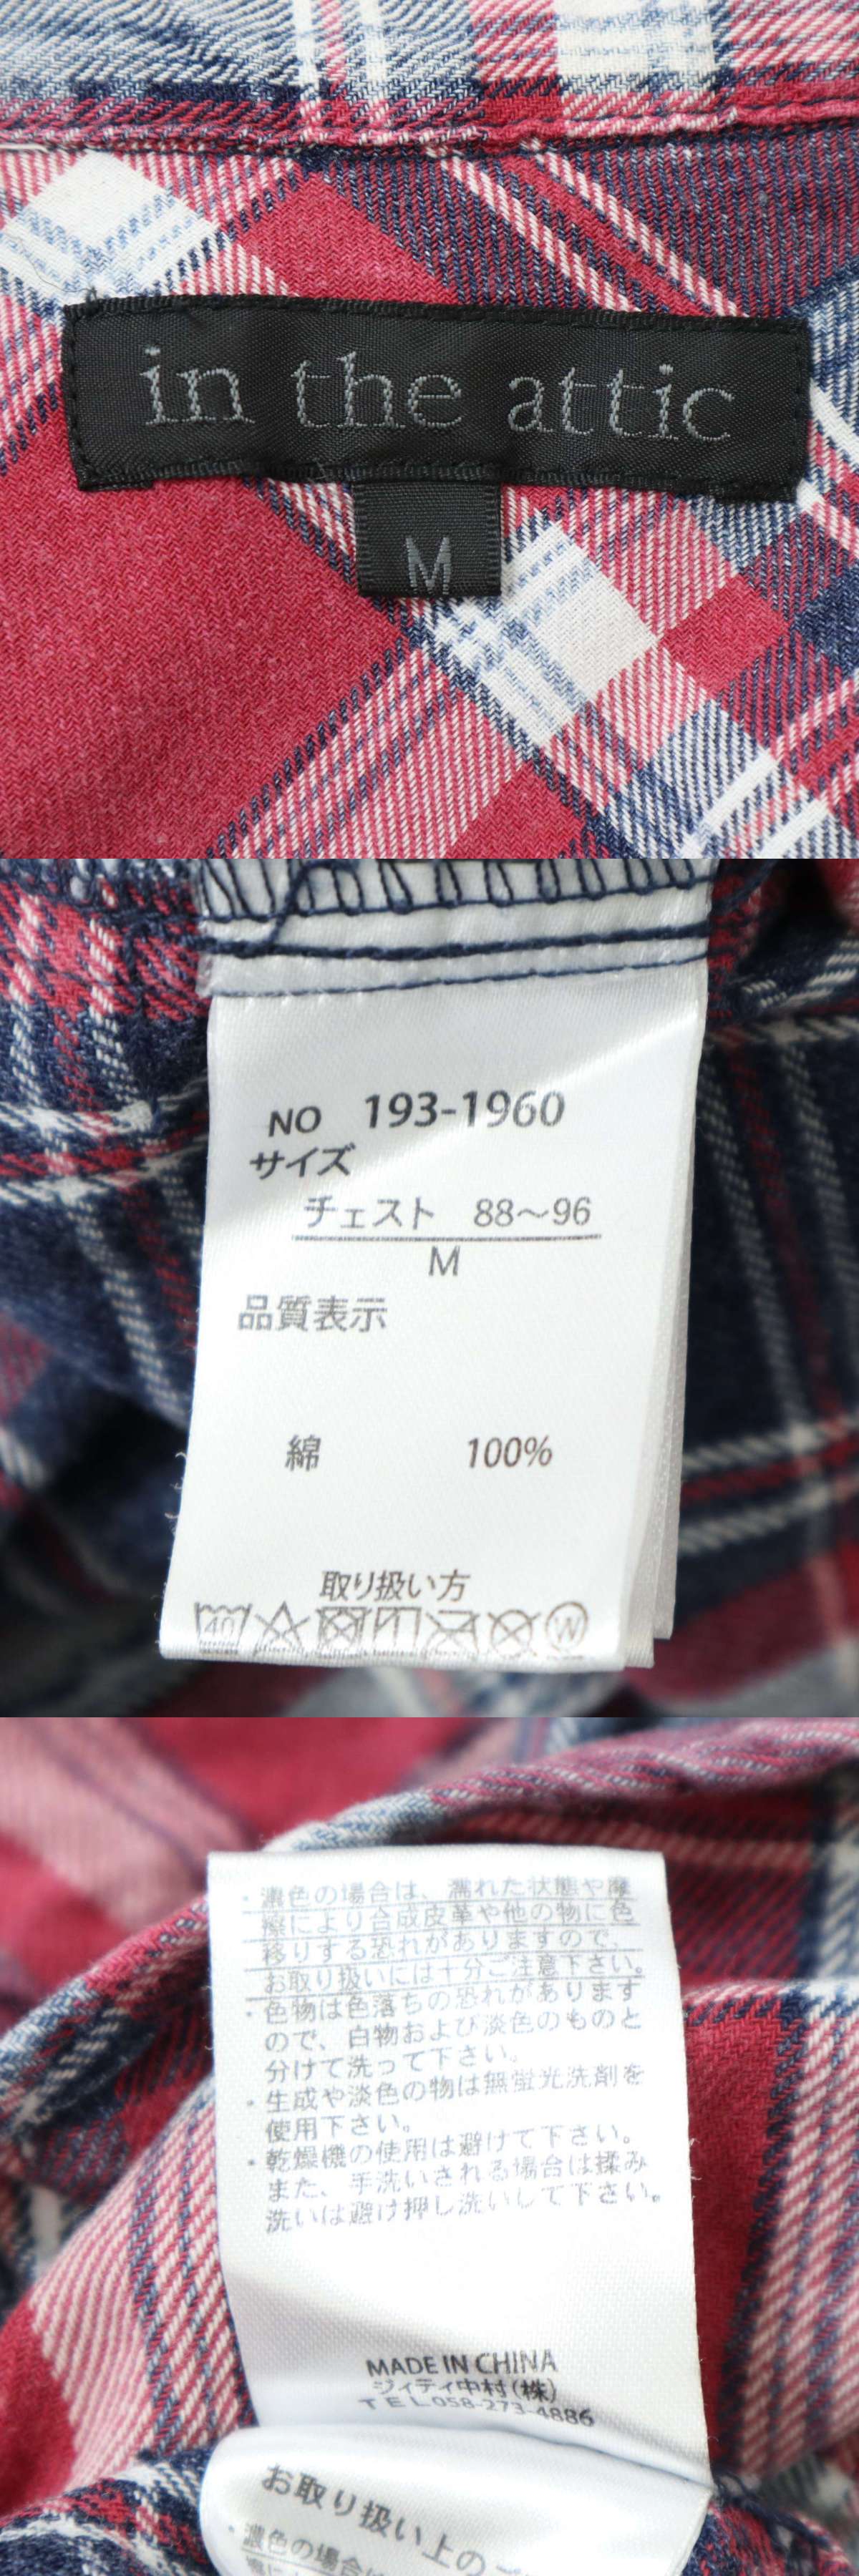 in the attic
M
NO 193-1960
サイズ
チェスト 88～96
M
品質表示
綿 100%
取り扱い方
40
W
・濃色の場合は、濡れた状態や摩
擦により合成皮革や他の物に色
移りする恐れがありますので、
お取り扱いには十分ご注意下さい。
・色物は色落ちの恐れがあります
ので、白物および淡色のものと
分けて洗って下さい。
・生成や淡色の物は無蛍光洗剤を
使用下さい。
・乾燥機の使用は避けて下さい。
また、手洗いされる場合は揉み
洗いは避け押し洗いして下さい。
MADE IN CHINA
ジィティ中村(株)
TEL058-273-4886
お取り扱い上のご
・濃色の場合は